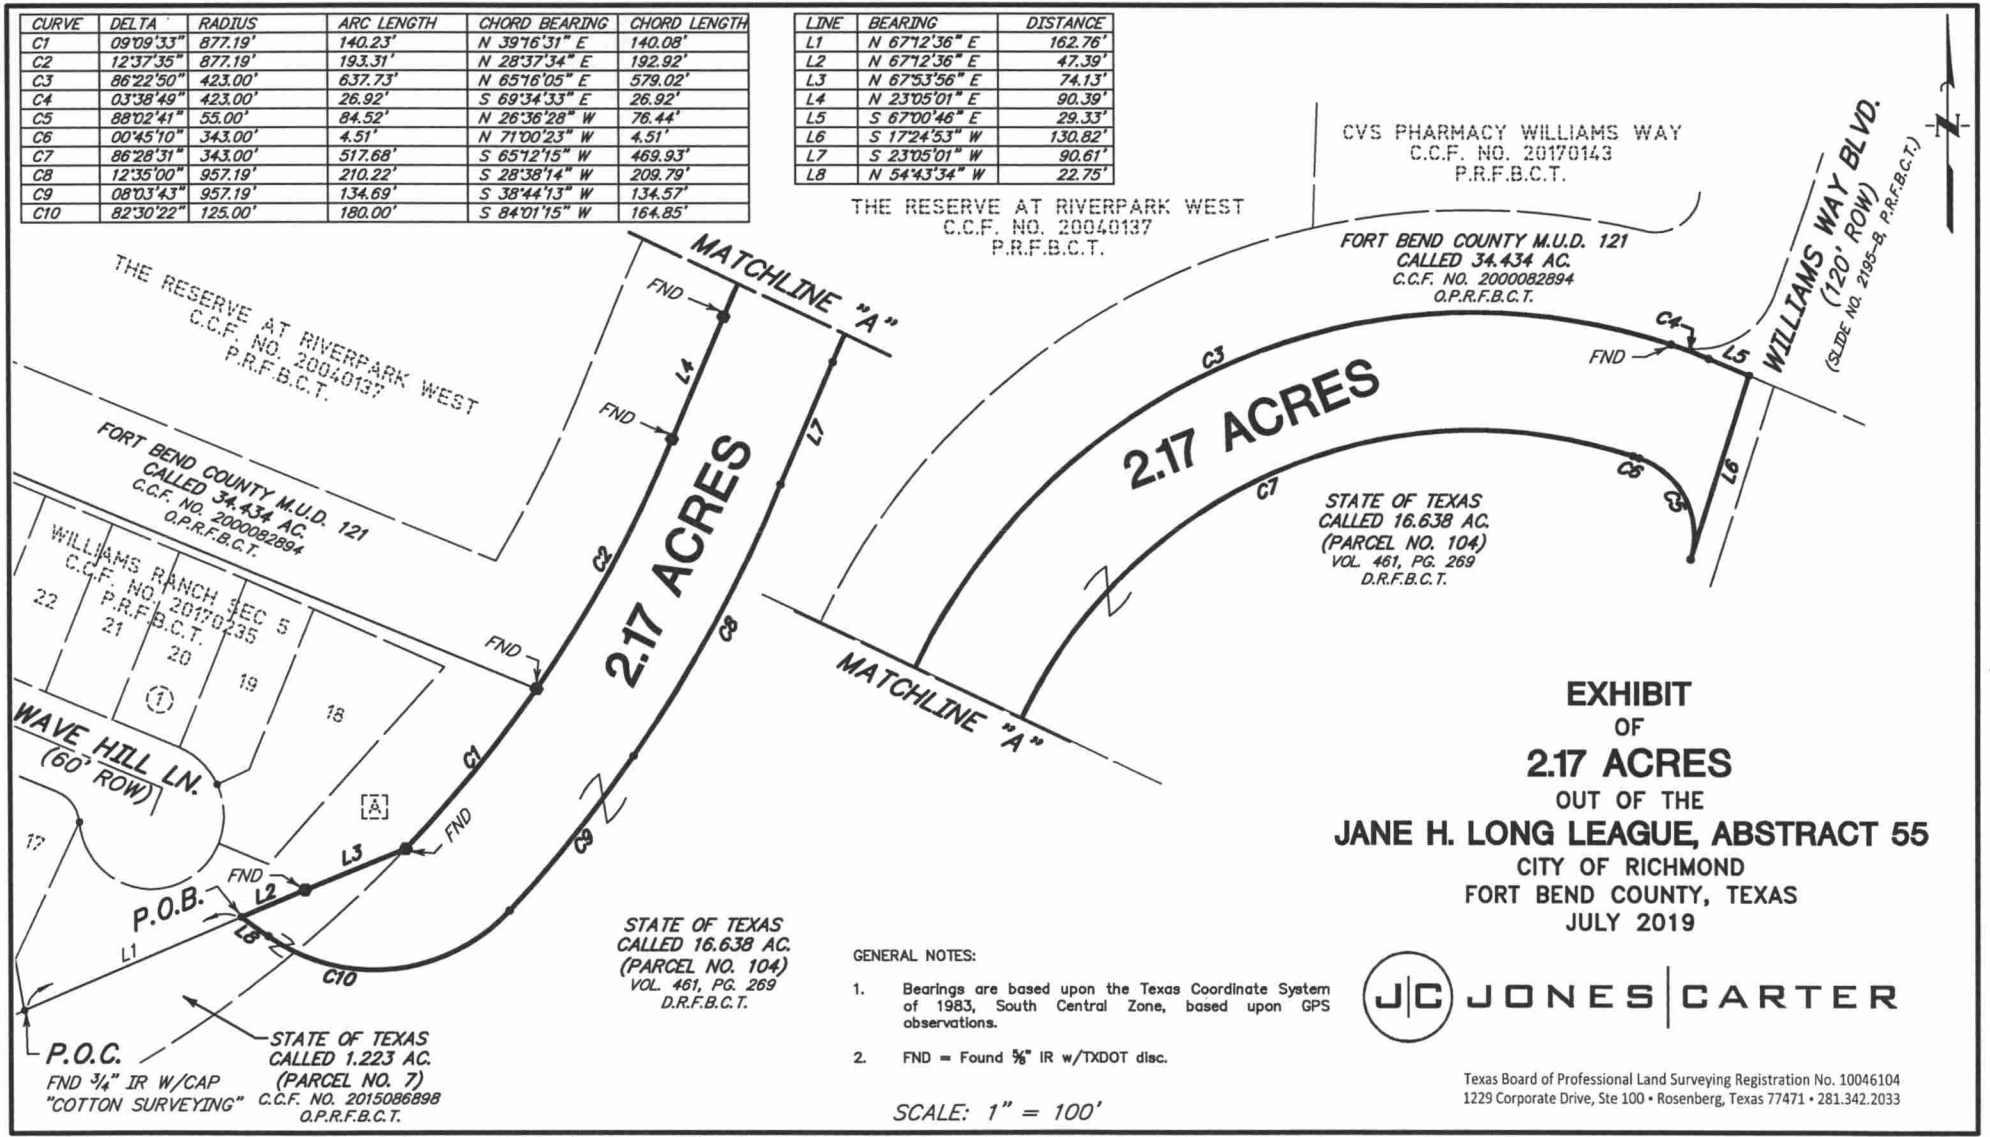 CURVE DELTA RADIUS ARC LENGTH CHORD BEARING CHORD LENGTH
C1 09°09'33" 877.19' 140.23' N 39°16'31" E 140.08'
C2 12°37'35" 877.19' 193.31' N 28°37'34" E 192.92'
C3 86°22'50" 423.00' 637.73' N 65°16'05" E 579.02'
C4 03°38'49" 423.00' 26.92' S 69°34'33" E 26.92'
C5 88°02'41" 55.00' 84.52' N 26°36'28" W 76.44'
C6 00°45'10" 343.00' 4.51' N 71°00'23" W 4.51'
C7 86°28'31" 343.00' 517.68' S 65°12'15" W 469.93'
C8 12°35'00" 957.19' 210.22' S 28°38'14" W 209.79'
C9 08°03'43" 957.19' 134.69' S 38°44'13" W 134.57'
C10 82°30'22" 125.00' 180.00' S 84°01'15" W 164.85'
LINE BEARING DISTANCE
L1 N 67°12'36" E 162.76'
L2 N 67°12'36" E 47.39'
L3 N 67°53'56" E 74.13'
L4 N 23°05'01" E 90.39'
L5 S 67°00'46" E 29.33'
L6 S 17°24'53" W 130.82'
L7 S 23°05'01" W 90.61'
L8 N 54°43'34" W 22.75'
THE RESERVE AT RIVERPARK WEST
C.C.F. NO. 20040137
P.R.F.B.C.T.
CVS PHARMACY WILLIAMS WAY
C.C.F. NO. 20170143
P.R.F.B.C.T.
FORT BEND COUNTY M.U.D. 121
CALLED 34.434 AC.
C.C.F. NO. 2000082894
O.P.R.F.B.C.T.
WILLIAMS WAY BLVD.
(120' ROW)
(SLIDE NO. 2195-B, P.R.F.B.C.T.)
N
THE RESERVE AT RIVERPARK WEST
C.C.F. NO. 20040137
P.R.F.B.C.T.
MATCHLINE "A"
FND
L4
FND
L7
2.17 ACRES
C2
C8
FND
C1
C9
FORT BEND COUNTY M.U.D. 121
CALLED 34.434 AC.
C.C.F. NO. 2000082894
O.P.R.F.B.C.T.
WILLIAMS RANCH SEC 5
C.C.F. NO. 20170235
P.R.F.B.C.T.
22
21
20
19
18
1
WAVE HILL LN.
(60' ROW)
17
A
FND
L3
FND
L2
P.O.B.
L8
L1
C10
P.O.C.
FND 3/4" IR W/CAP
"COTTON SURVEYING"
STATE OF TEXAS
CALLED 1.223 AC.
(PARCEL NO. 7)
C.C.F. NO. 2015086898
O.P.R.F.B.C.T.
STATE OF TEXAS
CALLED 16.638 AC.
(PARCEL NO. 104)
VOL. 461, PG. 269
D.R.F.B.C.T.
C3
2.17 ACRES
C7
C4
FND
L5
C6
C5
L6
STATE OF TEXAS
CALLED 16.638 AC.
(PARCEL NO. 104)
VOL. 461, PG. 269
D.R.F.B.C.T.
MATCHLINE "A"
GENERAL NOTES:
1. Bearings are based upon the Texas Coordinate System
of 1983, South Central Zone, based upon GPS
observations.
2. FND = Found 5/8" IR w/TXDOT disc.
SCALE: 1" = 100'
EXHIBIT
OF
2.17 ACRES
OUT OF THE
JANE H. LONG LEAGUE, ABSTRACT 55
CITY OF RICHMOND
FORT BEND COUNTY, TEXAS
JULY 2019
J|C JONES|CARTER
Texas Board of Professional Land Surveying Registration No. 10046104
1229 Corporate Drive, Ste 100 • Rosenberg, Texas 77471 • 281.342.2033